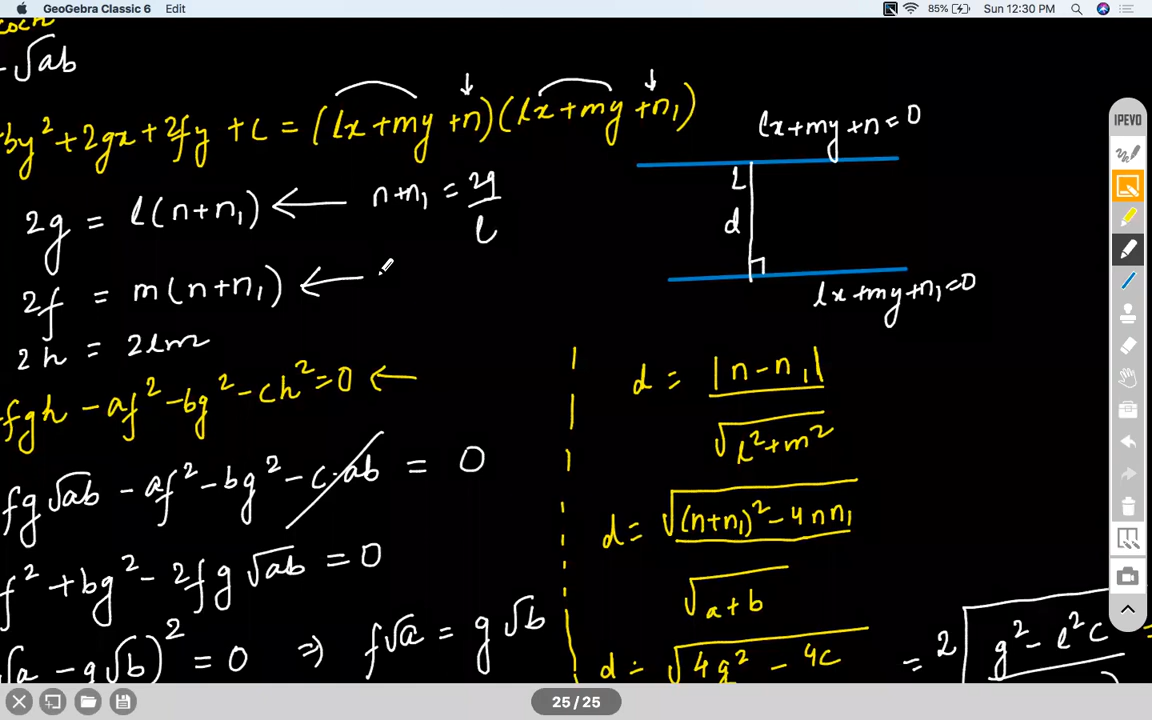 GeoGebra Classic 6 Edit 85% Sun 12:30 PM
-√ab
by² + 2gx + 2fy + c = (lx + my + n)(lx + my + n₁)
2g = l(n + n₁) ← n + n₁ = 2g/l
2f = m(n + n₁) ←
2h = 2lm
fgh - af² - bg² - ch² = 0 ←
fg√ab - af² - bg² - c·ab = 0
f² + bg² - 2fg√ab = 0
√a - g√b)² = 0 ⇒ f√a = g√b
lx + my + n = 0
d
lx + my + n₁ = 0
d = |n - n₁| / √(l² + m²)
d = √((n + n₁)² - 4nn₁) / √(a + b)
d = √(4g² - 4c
= 2√(g² - l²c =
IPEVO
25 / 25